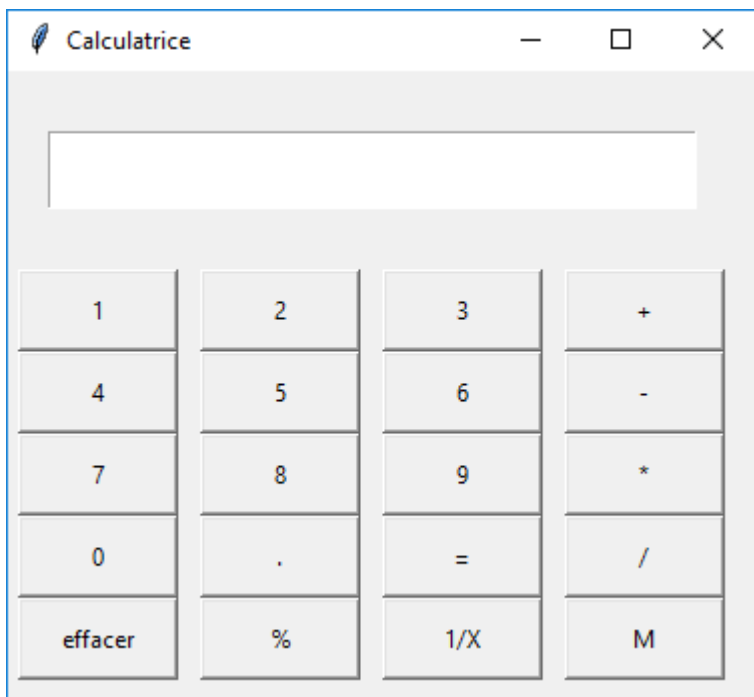 Calculatrice
1 2 3 +
4 5 6 -
7 8 9 *
0 . = /
effacer % 1/X M